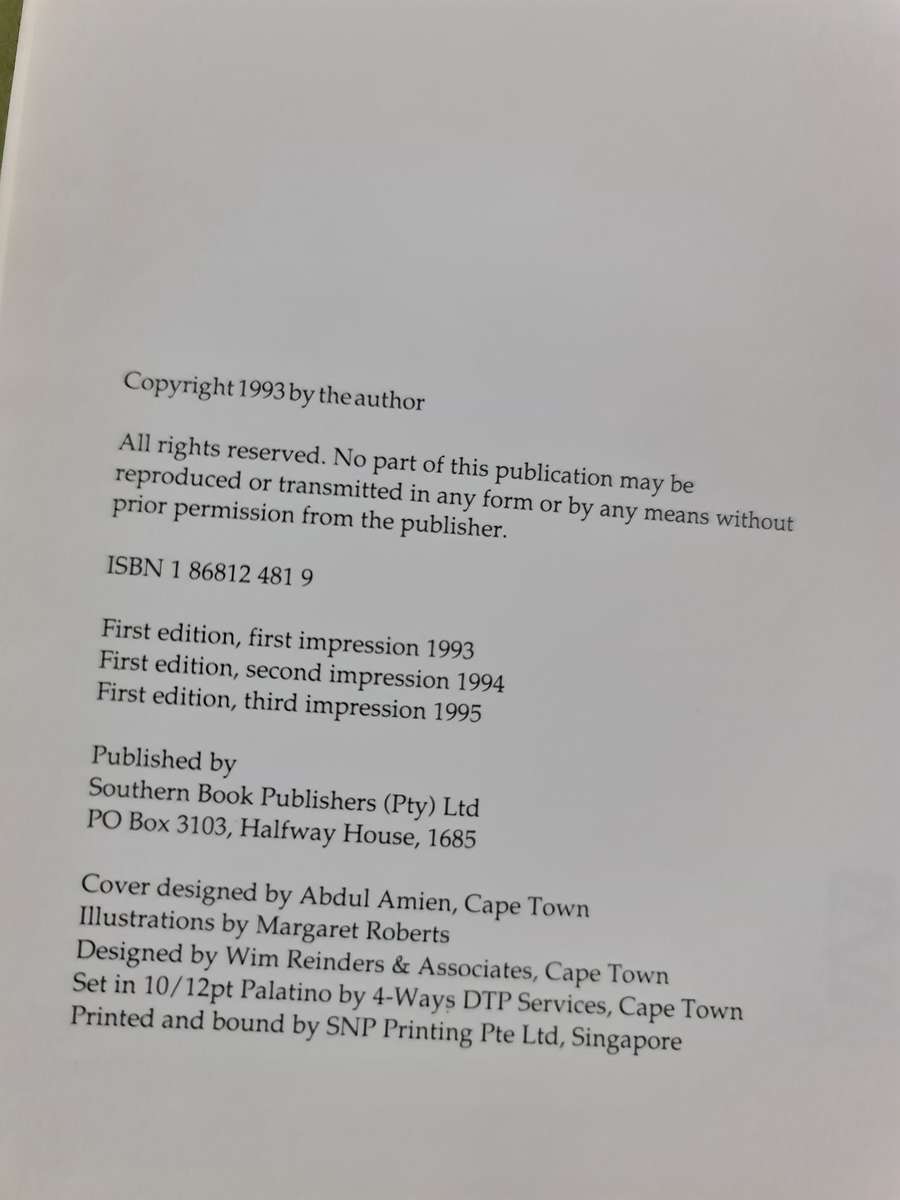 Copyright 1993 by the author
All rights reserved. No part of this publication may be
reproduced or transmitted in any form or by any means without
prior permission from the publisher.
ISBN 1 86812 481 9
First edition, first impression 1993
First edition, second impression 1994
First edition, third impression 1995
Published by
Southern Book Publishers (Pty) Ltd
PO Box 3103, Halfway House, 1685
Cover designed by Abdul Amien, Cape Town
Illustrations by Margaret Roberts
Designed by Wim Reinders & Associates, Cape Town
Set in 10/12pt Palatino by 4-Ways DTP Services, Cape Town
Printed and bound by SNP Printing Pte Ltd, Singapore